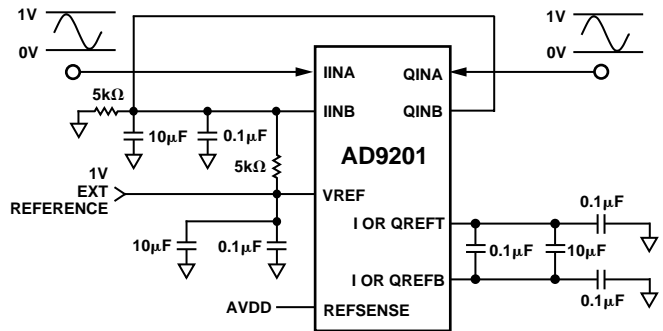 1V
0V
1V
0V
IINA
QINA
5kΩ
IINB
QINB
10µF
0.1µF
5kΩ
AD9201
1V
EXT
REFERENCE
VREF
I OR QREFT
0.1µF
10µF
0.1µF
0.1µF
10µF
I OR QREFB
0.1µF
AVDD
REFSENSE